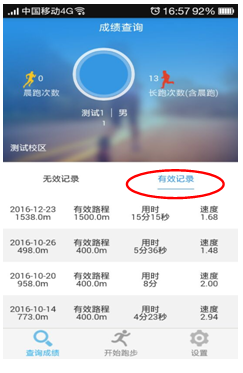 中国移动4G 16:57 92%
成绩查询
0 13
晨跑次数 长跑次数(含晨跑)
测试1 | 男
1
测试校区
无效记录 有效记录
2016-12-23 有效路程 用时 速度
1538.0m 1500.0m 15分15秒 1.68
2016-10-26 有效路程 用时 速度
498.0m 400.0m 5分36秒 1.48
2016-10-20 有效路程 用时 速度
958.0m 400.0m 8分 2.00
2016-10-14 有效路程 用时 速度
773.0m 400.0m 4分23秒 2.94
查询成绩 开始跑步 设置